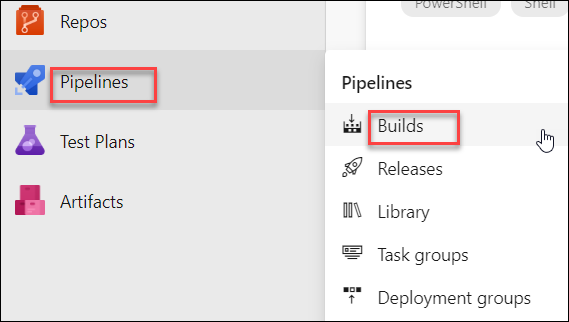 PowerShell
Shell
Repos
Pipelines
Test Plans
Artifacts
Pipelines
Builds
Releases
Library
Task groups
Deployment groups